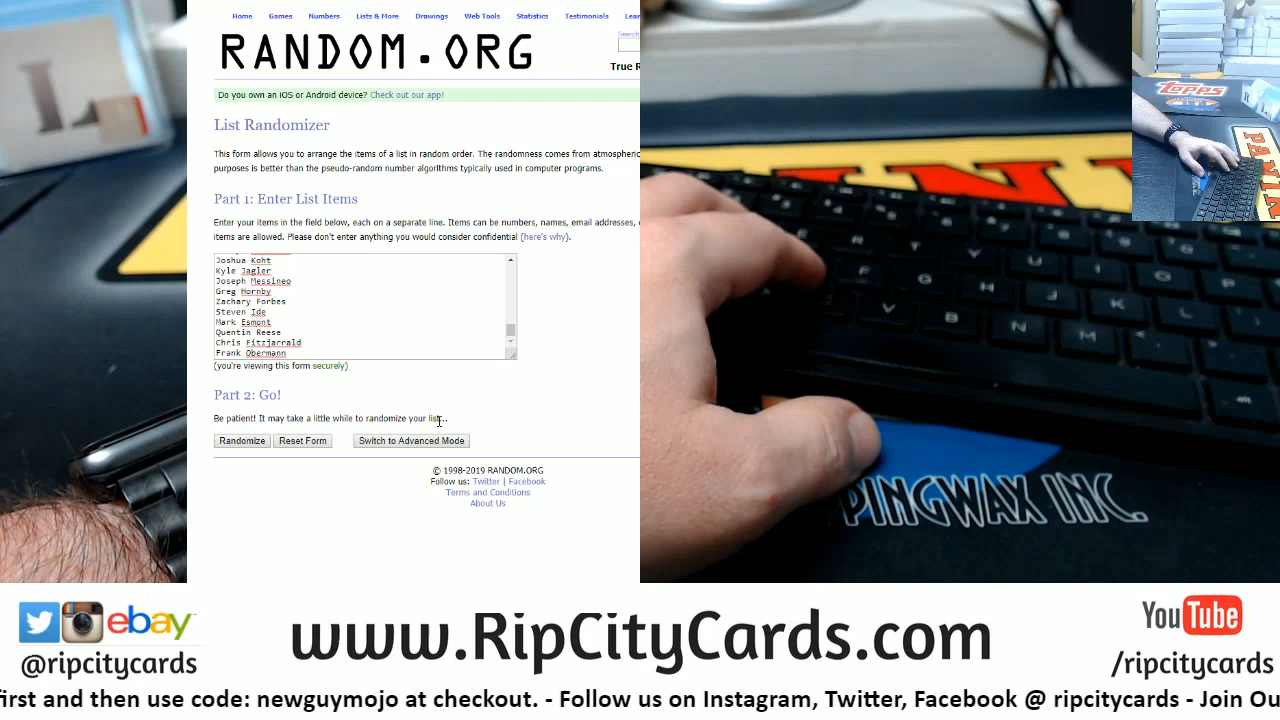 Home Games Numbers Lists & More Drawings Web Tools Statistics Testimonials
RANDOM.ORG
Search
True R
Do you own an iOS or Android device? Check out our app!
List Randomizer
This form allows you to arrange the items of a list in random order. The randomness comes from
purposes is better than the pseudo-random number algorithms typically used in computer programs.
Part 1: Enter List Items
Enter your items in the field below, each on a separate line. Items can be numbers, names, email addresses,
items are allowed. Please don't enter anything you would consider confidential (here's why).
Joshua Koht
Kyle Jagler
Joseph Messineo
Greg Hornby
Zachary Forbes
Steven Ide
Mark Esmont
Quentin Reese
Chris Fitzjarrald
Frank Obermann
(you're viewing this form securely)
Part 2: Go!
Be patient! It may take a little while to randomize your list...
Randomize Reset Form Switch to Advanced Mode
© 1998-2019 RANDOM.ORG
Follow us: Twitter | Facebook
Terms and Conditions
About Us
topps
PINGWAX INC.
ebay
@ripcitycards
www.RipCityCards.com
YouTube
/ripcitycards
first and then use code: newguymojo at checkout. - Follow us on Instagram, Twitter, Facebook @ ripcitycards - Join Ou